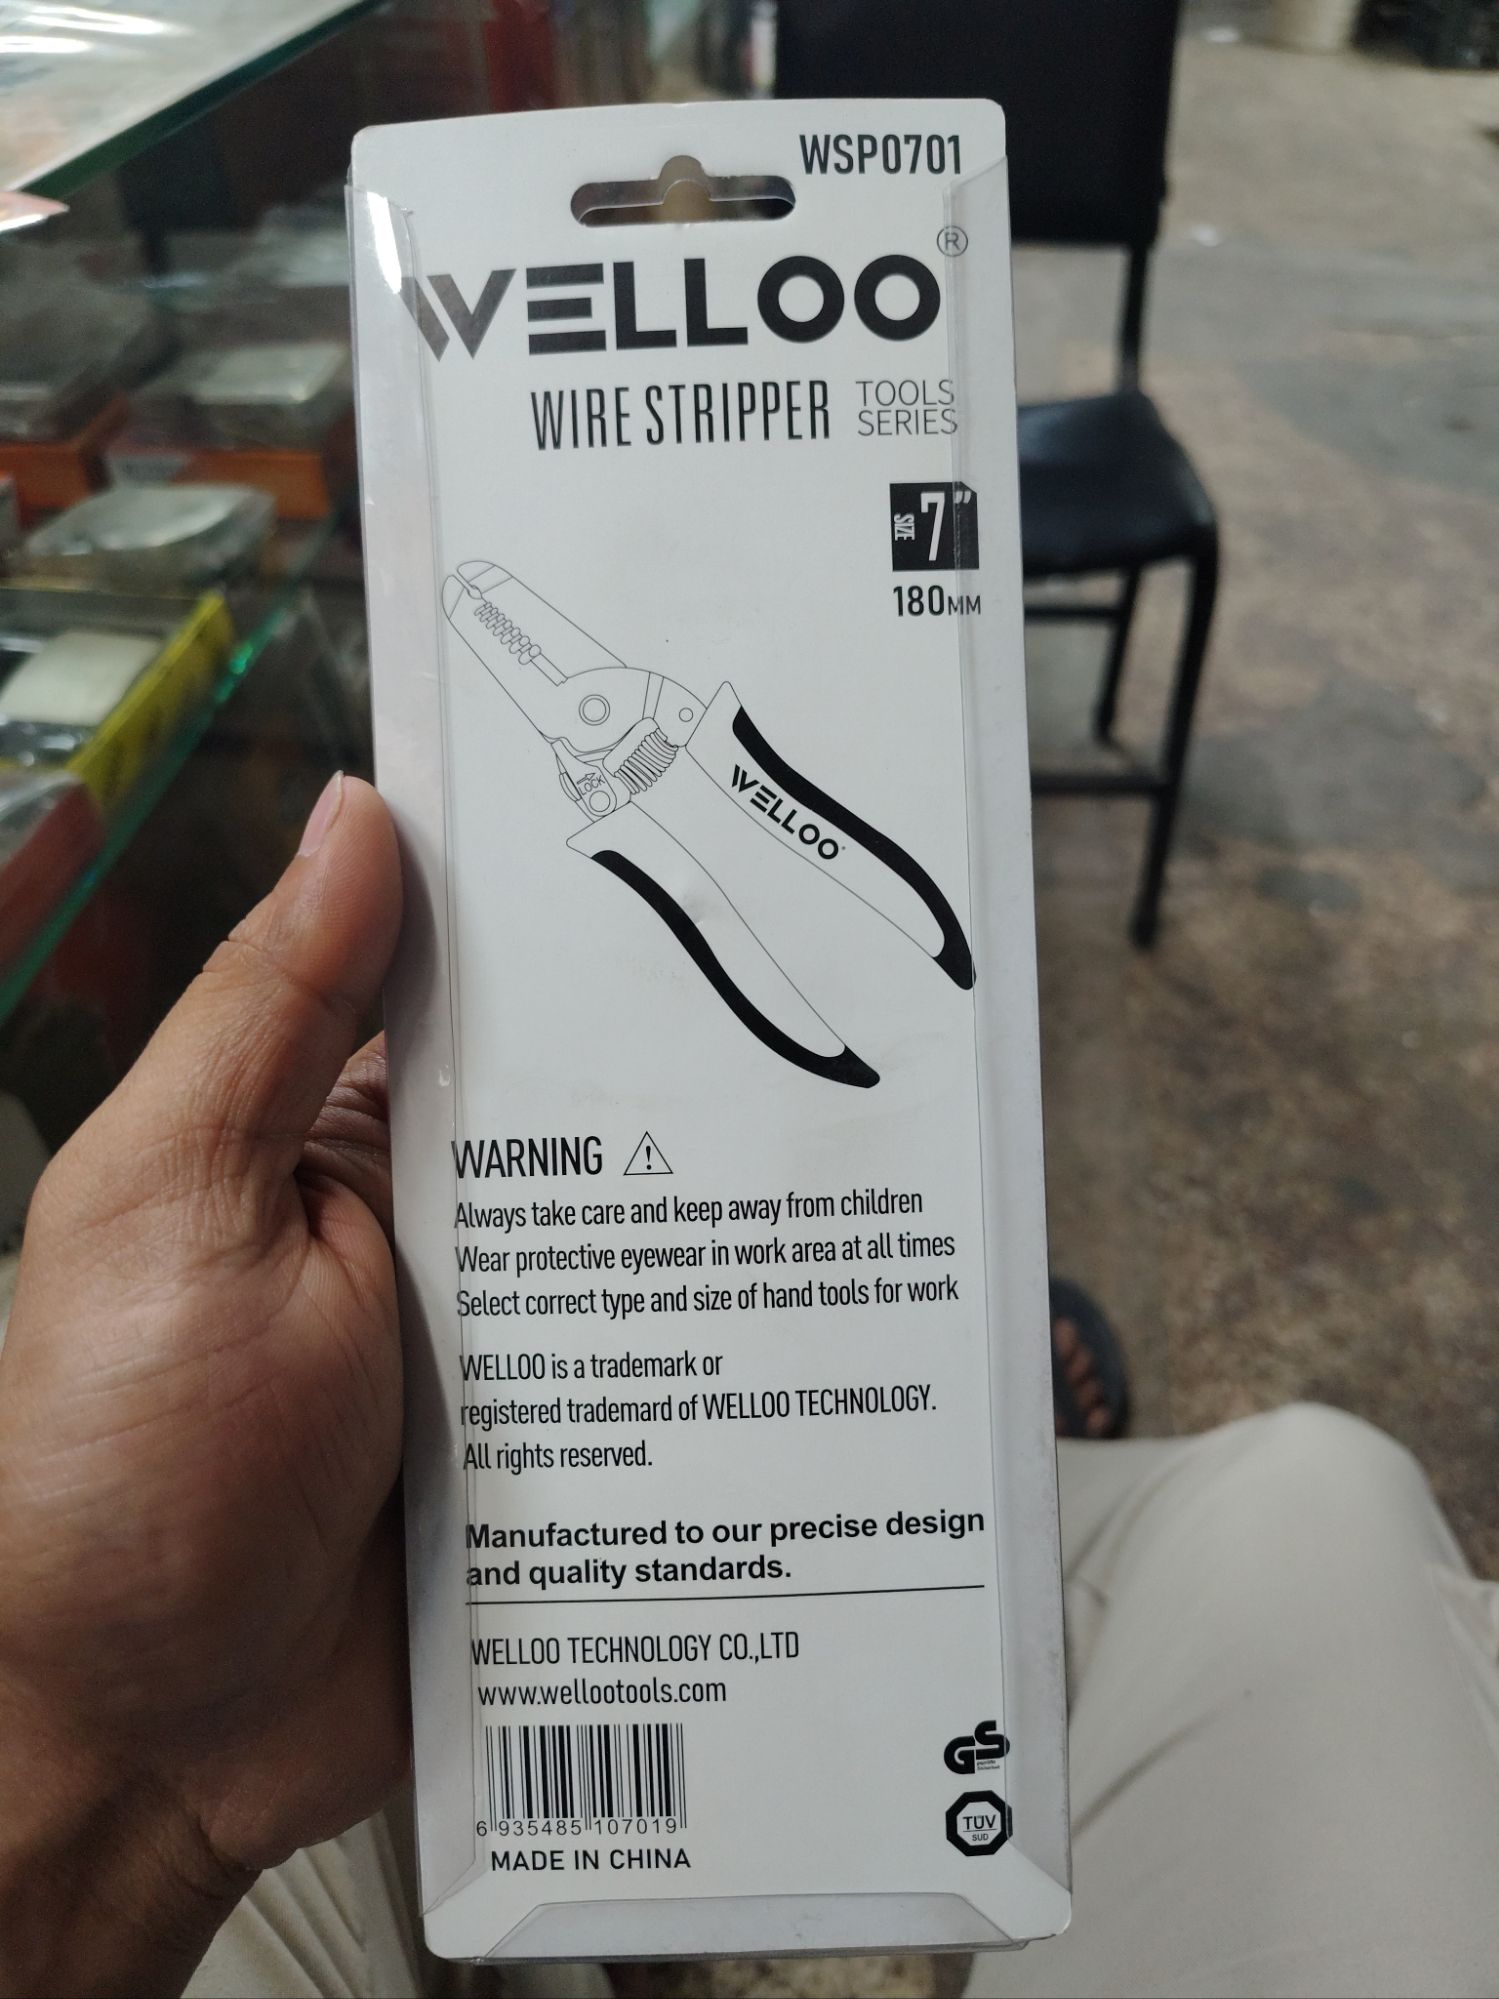 WSP0701
WELLOO®
WIRE STRIPPER TOOLS SERIES
SIZE 7"
180MM
LOCK
WELLOO
WARNING
Always take care and keep away from children
Wear protective eyewear in work area at all times
Select correct type and size of hand tools for work
WELLOO is a trademark or
registered trademard of WELLOO TECHNOLOGY.
All rights reserved.
Manufactured to our precise design
and quality standards.
WELLOO TECHNOLOGY CO.,LTD
www.wellootools.com
6 935485 107019
MADE IN CHINA
GS
TÜV
SUD